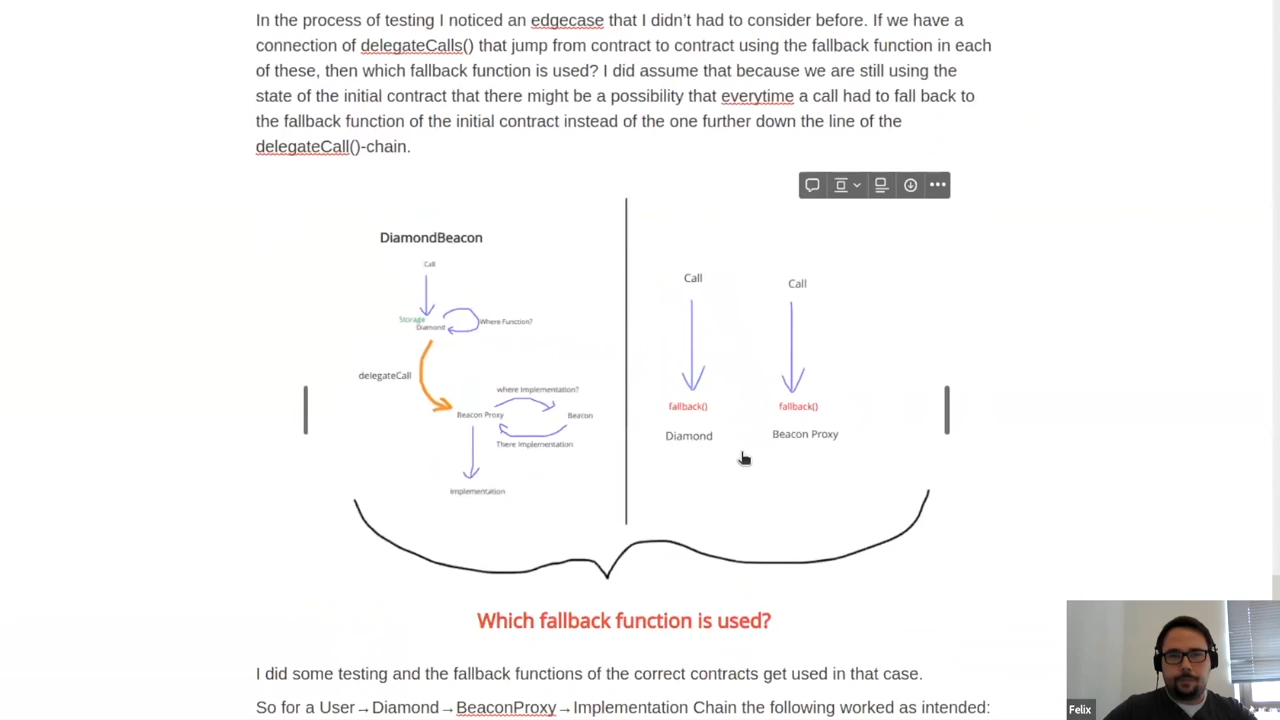 In the process of testing I noticed an edgecase that I didn't had to consider before. If we have a
connection of delegateCalls() that jump from contract to contract using the fallback function in each
of these, then which fallback function is used? I did assume that because we are still using the
state of the initial contract that there might be a possibility that everytime a call had to fall back to
the fallback function of the initial contract instead of the one further down the line of the
delegateCall()-chain.
DiamondBeacon
Call
Storage
Diamond
Where Function?
delegateCall
where Implementation?
Beacon Proxy
Beacon
There Implementation
Implementation
Call
Call
fallback()
fallback()
Diamond
Beacon Proxy
Which fallback function is used?
I did some testing and the fallback functions of the correct contracts get used in that case.
So for a User→Diamond→BeaconProxy→Implementation Chain the following worked as intended:
Felix